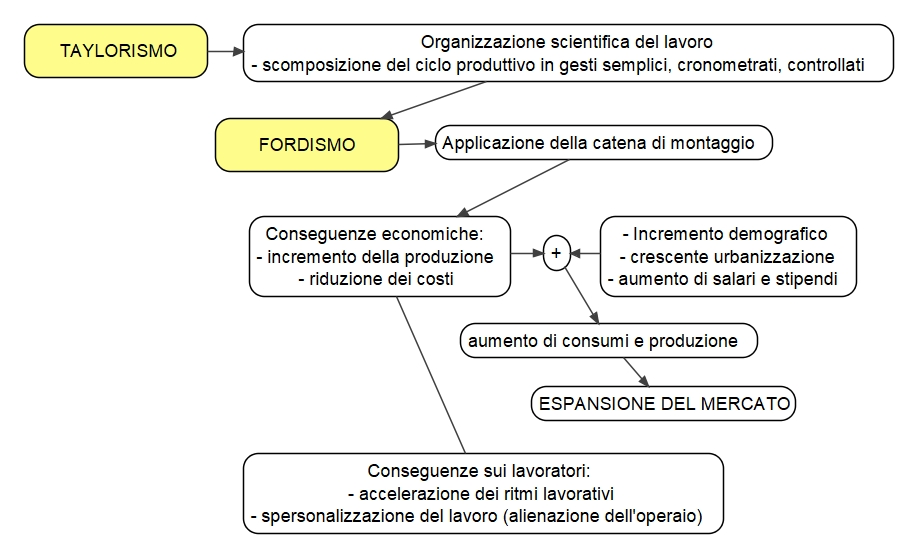 TAYLORISMO
Organizzazione scientifica del lavoro
- scomposizione del ciclo produttivo in gesti semplici, cronometrati, controllati
FORDISMO
Applicazione della catena di montaggio
Conseguenze economiche:
- incremento della produzione
- riduzione dei costi
+
- Incremento demografico
- crescente urbanizzazione
- aumento di salari e stipendi
aumento di consumi e produzione
ESPANSIONE DEL MERCATO
Conseguenze sui lavoratori:
- accelerazione dei ritmi lavorativi
- spersonalizzazione del lavoro (alienazione dell'operaio)